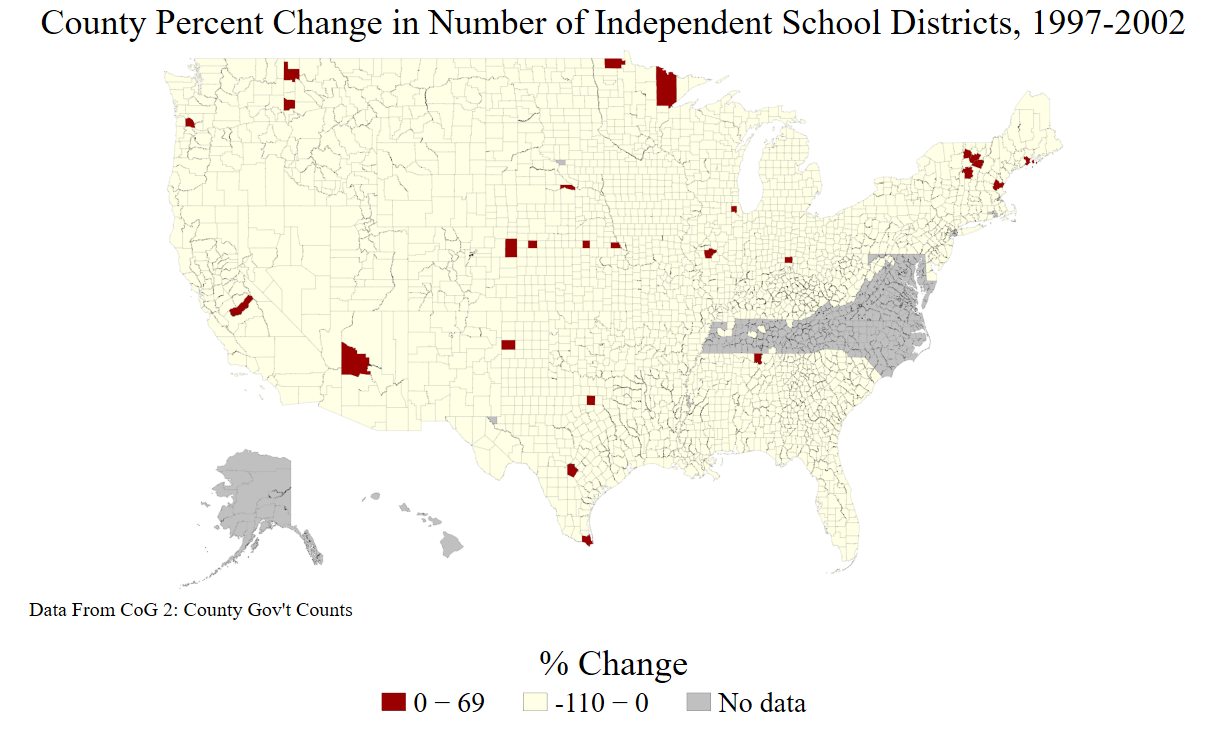 County Percent Change in Number of Independent School Districts, 1997-2002
Data From CoG 2: County Gov't Counts
% Change
0 − 69 -110 − 0 No data